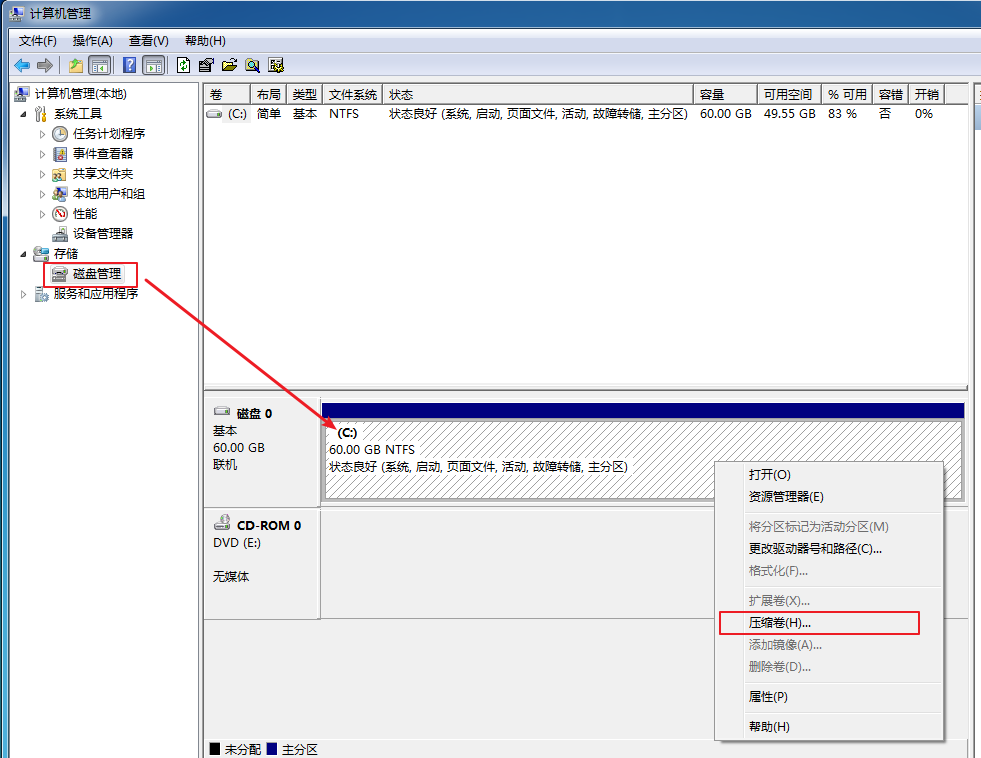 计算机管理
文件(F) 操作(A) 查看(V) 帮助(H)
计算机管理(本地)
系统工具
任务计划程序
事件查看器
共享文件夹
本地用户和组
性能
设备管理器
存储
磁盘管理
服务和应用程序
卷 布局 类型 文件系统 状态 容量 可用空间 % 可用 容错 开销
(C:) 简单 基本 NTFS 状态良好 (系统, 启动, 页面文件, 活动, 故障转储, 主分区) 60.00 GB 49.55 GB 83 % 否 0%
磁盘 0
基本
60.00 GB
联机
(C:)
60.00 GB NTFS
状态良好 (系统, 启动, 页面文件, 活动, 故障转储, 主分区)
CD-ROM 0
DVD (E:)
无媒体
打开(O)
资源管理器(E)
将分区标记为活动分区(M)
更改驱动器号和路径(C)...
格式化(F)...
扩展卷(X)...
压缩卷(H)...
添加镜像(A)...
删除卷(D)...
属性(P)
帮助(H)
未分配 主分区